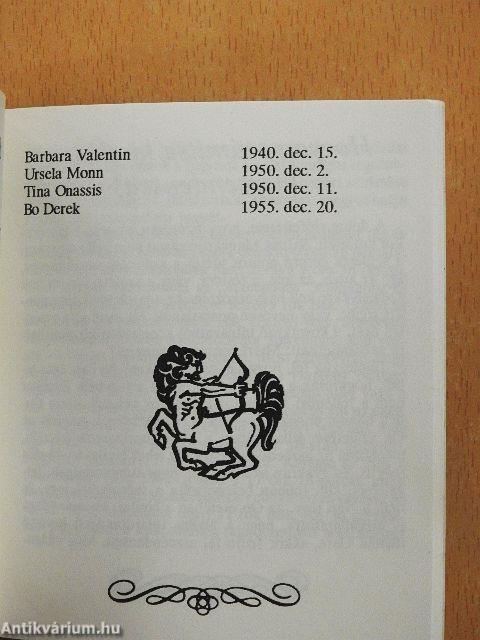 Barbara Valentin 1940. dec. 15.
Ursela Monn 1950. dec. 2.
Tina Onassis 1950. dec. 11.
Bo Derek 1955. dec. 20.
Antikvárium.hu